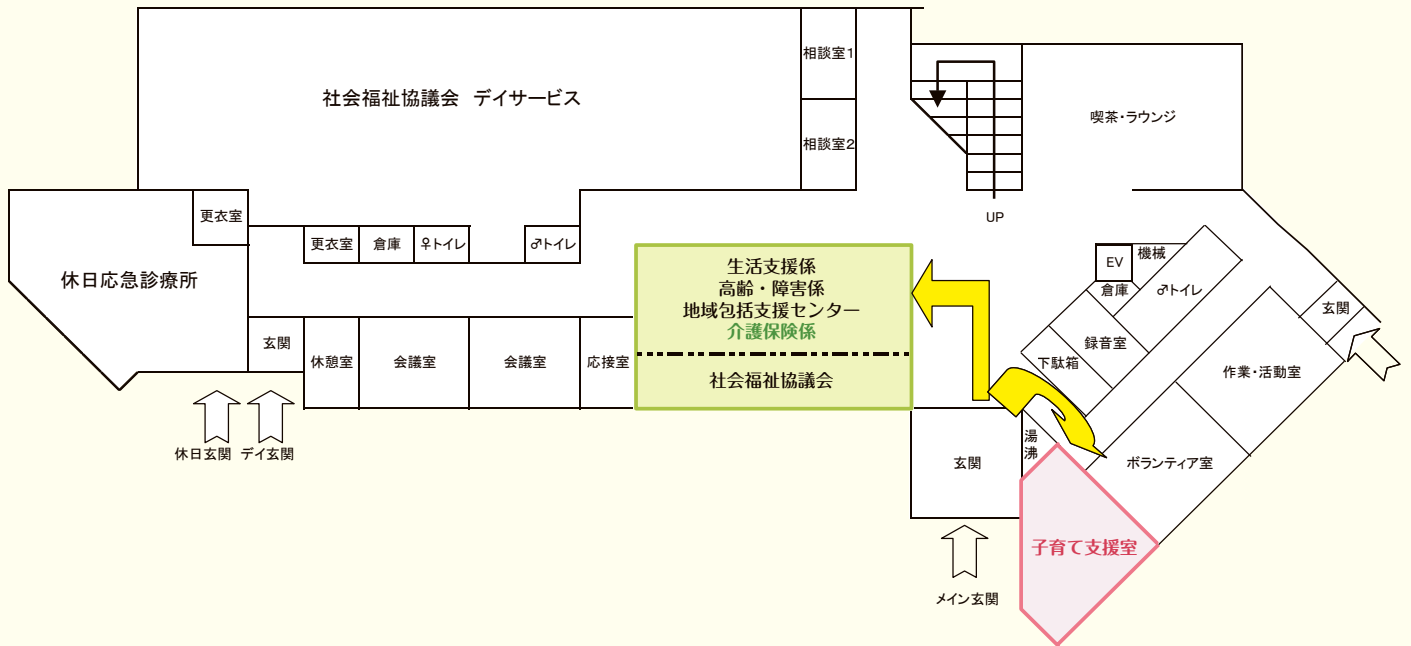 相談室1
社会福祉協議会 デイサービス
喫茶・ラウンジ
相談室2
更衣室
UP
更衣室
倉庫
♀トイレ
♂トイレ
機械
EV
生活支援係
高齢・障害係
地域包括支援センター
介護保険係
社会福祉協議会
休日応急診療所
倉庫
♂トイレ
玄関
録音室
玄関
休憩室
会議室
会議室
応接室
下駄箱
作業・活動室
湯沸
休日玄関
デイ玄関
玄関
ボランティア室
子育て支援室
メイン玄関